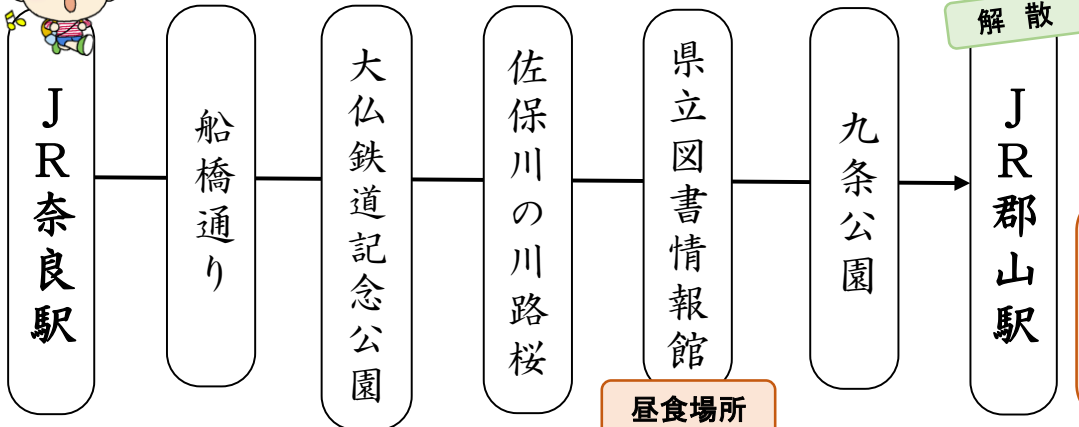 JR奈良駅
船橋通り
大仏鉄道記念公園
佐保川の川路桜
県立図書情報館
昼食場所
九条公園
解散
JR郡山駅